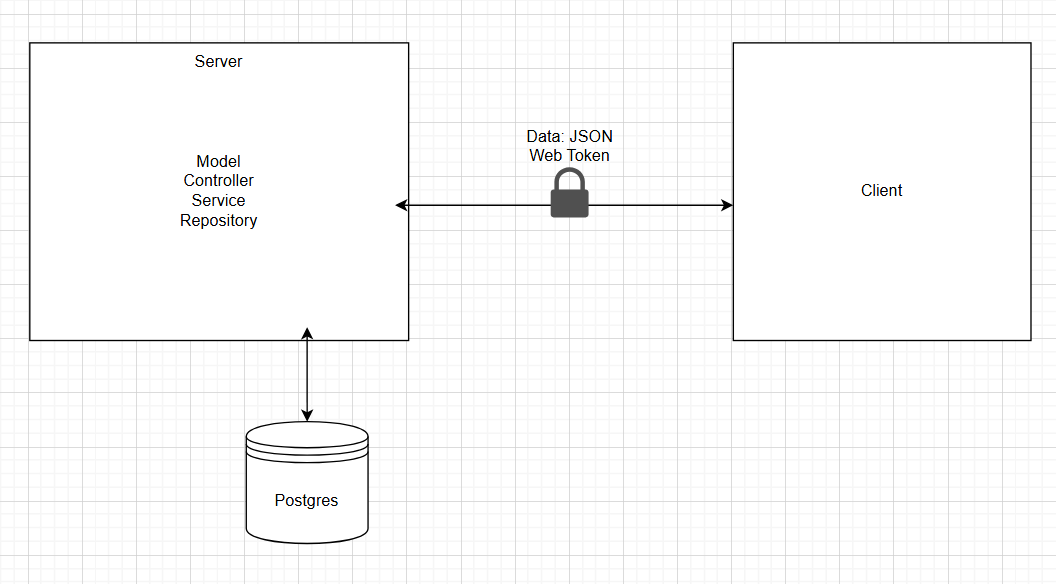 Server
Model
Controller
Service
Repository
Data: JSON
Web Token
Client
Postgres